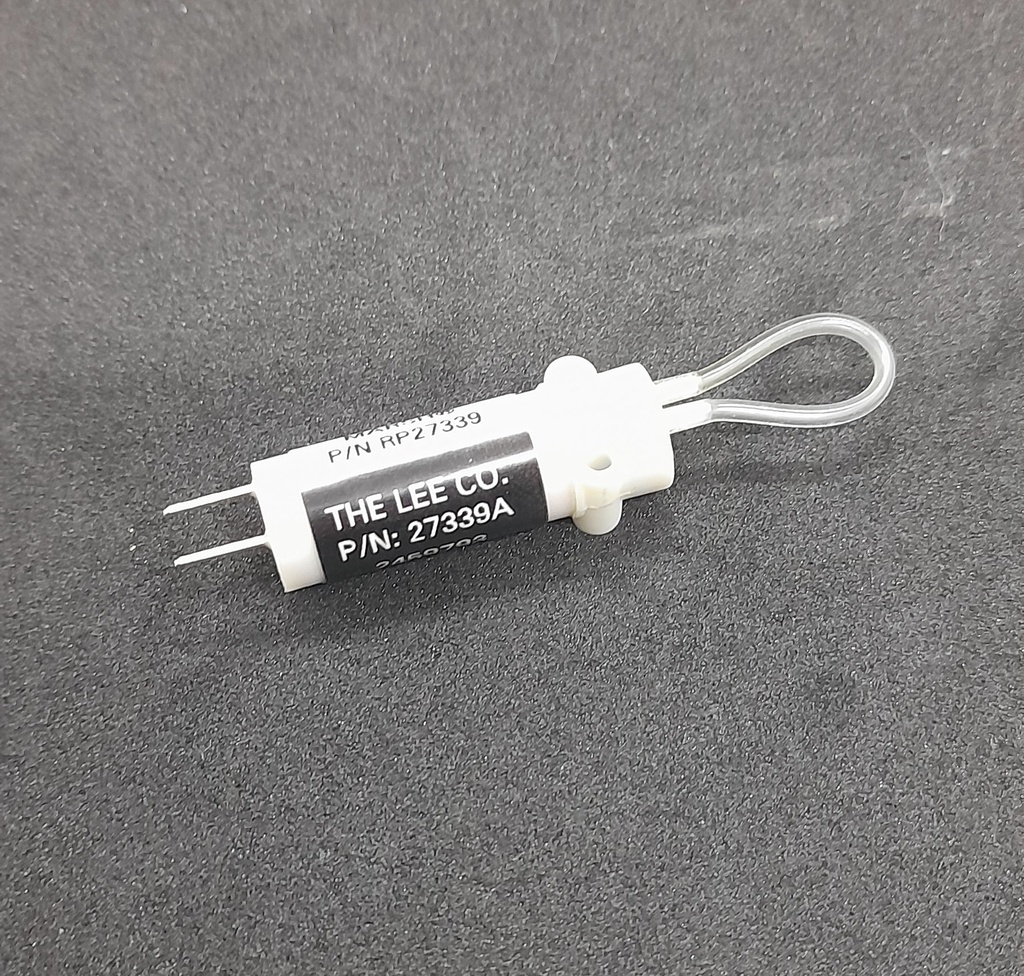 P/N RP27339
THE LEE CO.
P/N: 27339A